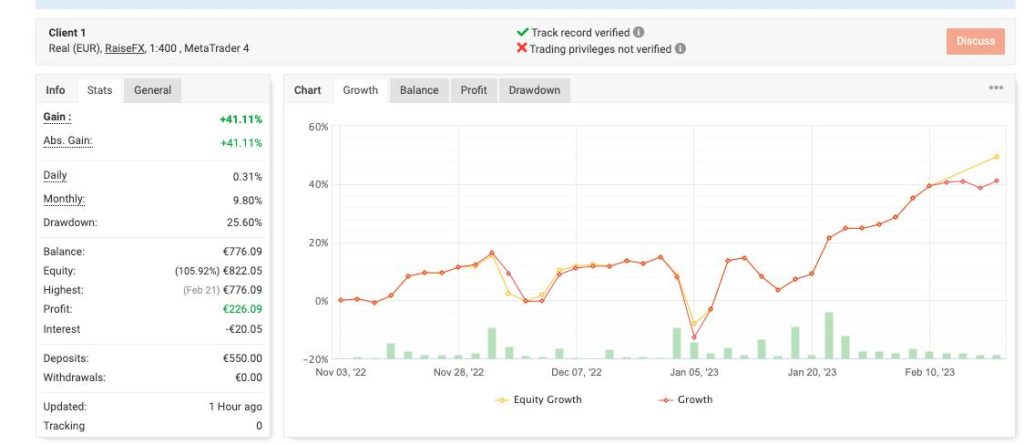 Client 1
Real (EUR), RaiseFX, 1:400 , MetaTrader 4
Track record verified
Trading privileges not verified
Discuss
Info Stats General
Gain : +41.11%
Abs. Gain: +41.11%
Daily 0.31%
Monthly: 9.80%
Drawdown: 25.60%
Balance: €776.09
Equity: (105.92%) €822.05
Highest: (Feb 21) €776.09
Profit: €226.09
Interest -€20.05
Deposits: €550.00
Withdrawals: €0.00
Updated: 1 Hour ago
Tracking 0
Chart Growth Balance Profit Drawdown
60%
40%
20%
0%
-20%
Nov 03, '22 Nov 28, '22 Dec 07, '22 Jan 05, '23 Jan 20, '23 Feb 10, '23
Equity Growth Growth